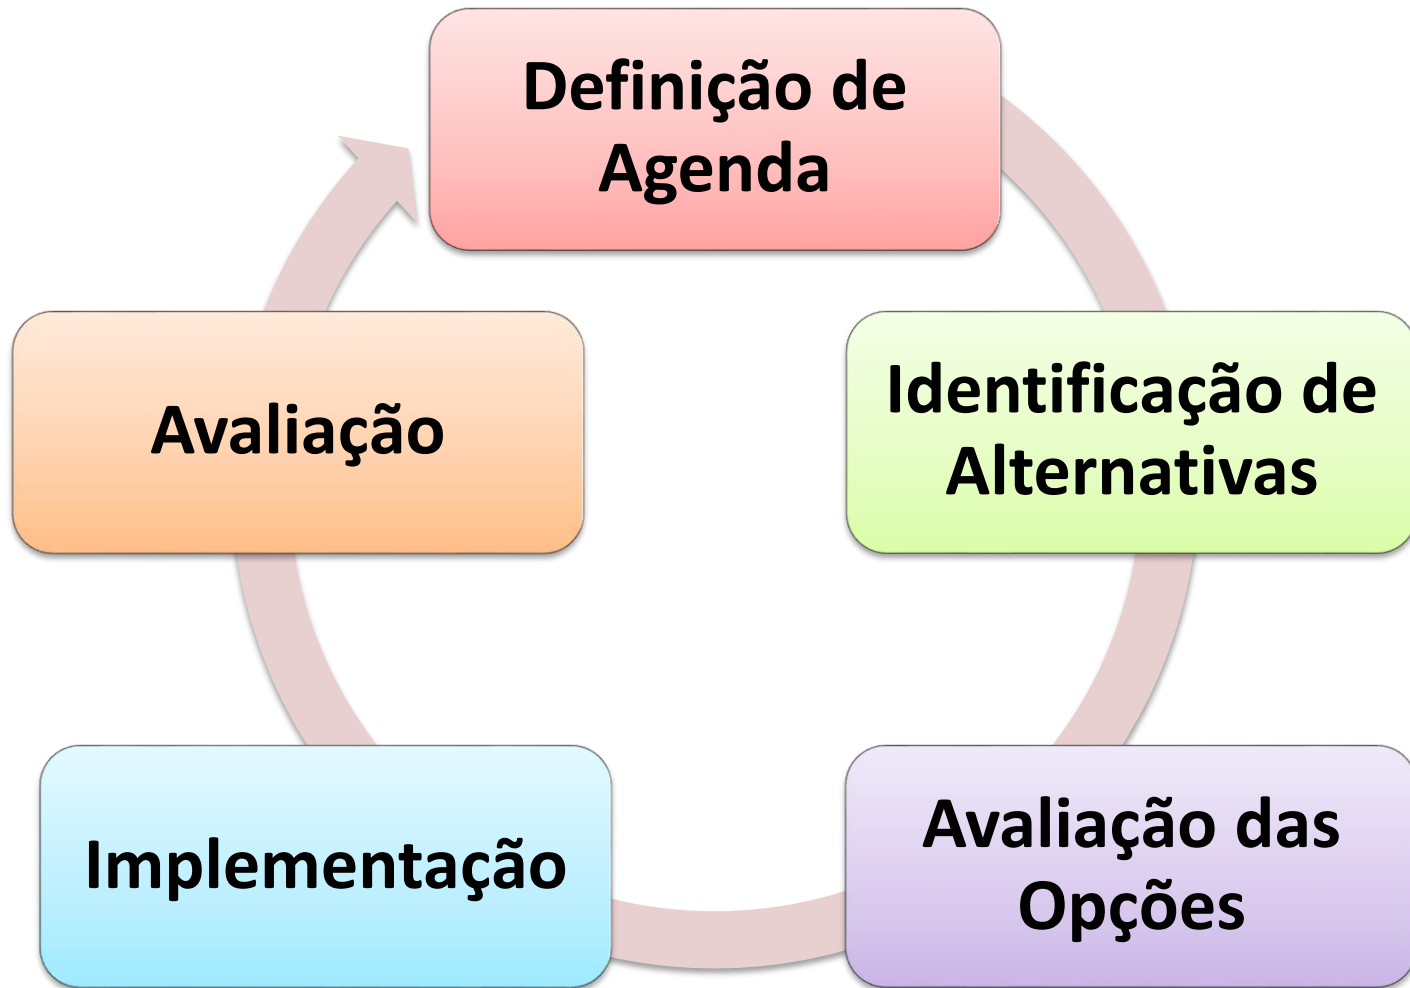 Definição de
Agenda
Identificação de
Alternativas
Avaliação das
Opções
Implementação
Avaliação